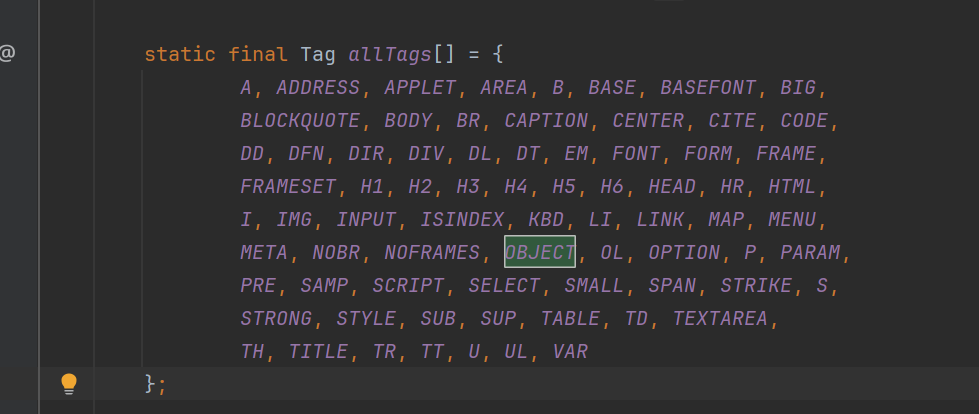 @
static final Tag allTags[] = {
A, ADDRESS, APPLET, AREA, B, BASE, BASEFONT, BIG,
BLOCKQUOTE, BODY, BR, CAPTION, CENTER, CITE, CODE,
DD, DFN, DIR, DIV, DL, DT, EM, FONT, FORM, FRAME,
FRAMESET, H1, H2, H3, H4, H5, H6, HEAD, HR, HTML,
I, IMG, INPUT, ISINDEX, KBD, LI, LINK, MAP, MENU,
META, NOBR, NOFRAMES, OBJECT, OL, OPTION, P, PARAM,
PRE, SAMP, SCRIPT, SELECT, SMALL, SPAN, STRIKE, S,
STRONG, STYLE, SUB, SUP, TABLE, TD, TEXTAREA,
TH, TITLE, TR, TT, U, UL, VAR
};